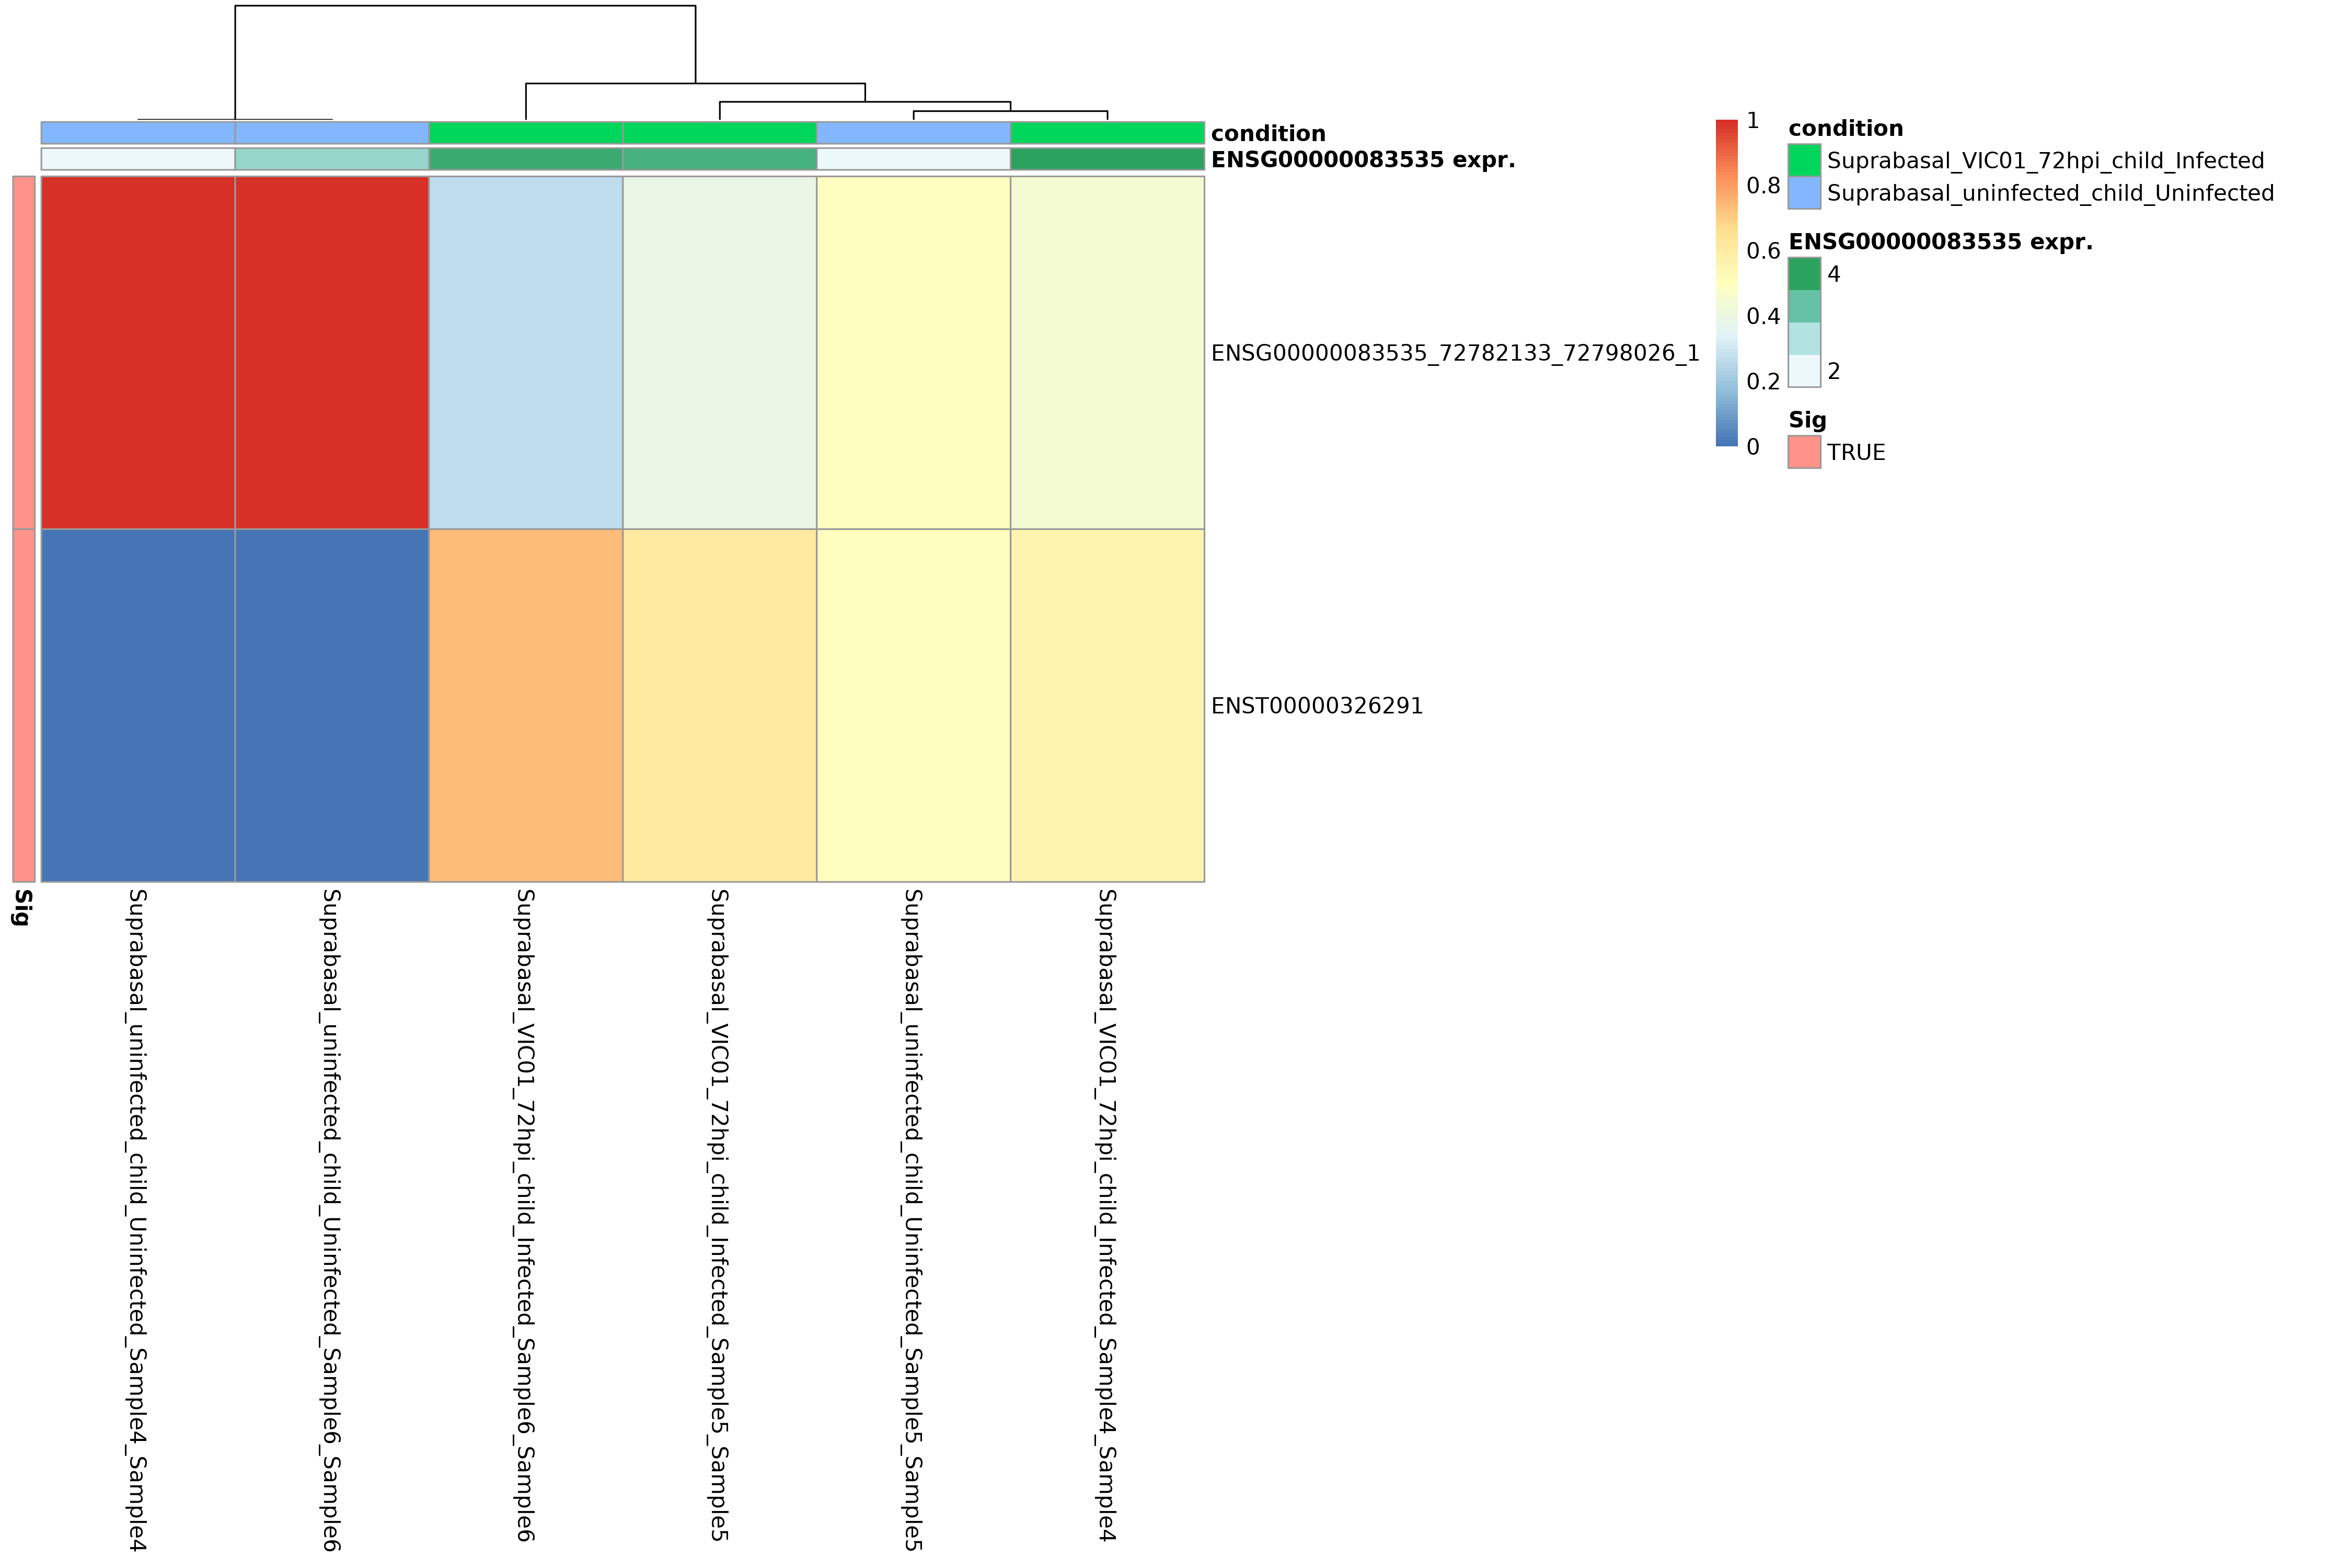 condition
ENSG00000083535 expr.
ENSG00000083535_72782133_72798026_1
ENST00000326291
1
0.8
0.6
0.4
0.2
0
condition
Suprabasal_VIC01_72hpi_child_Infected
Suprabasal_uninfected_child_Uninfected
ENSG00000083535 expr.
4
2
Sig
TRUE
Sig
Suprabasal_uninfected_child_Uninfected_Sample4_Sample4
Suprabasal_uninfected_child_Uninfected_Sample6_Sample6
Suprabasal_VIC01_72hpi_child_Infected_Sample6_Sample6
Suprabasal_VIC01_72hpi_child_Infected_Sample5_Sample5
Suprabasal_uninfected_child_Uninfected_Sample5_Sample5
Suprabasal_VIC01_72hpi_child_Infected_Sample4_Sample4